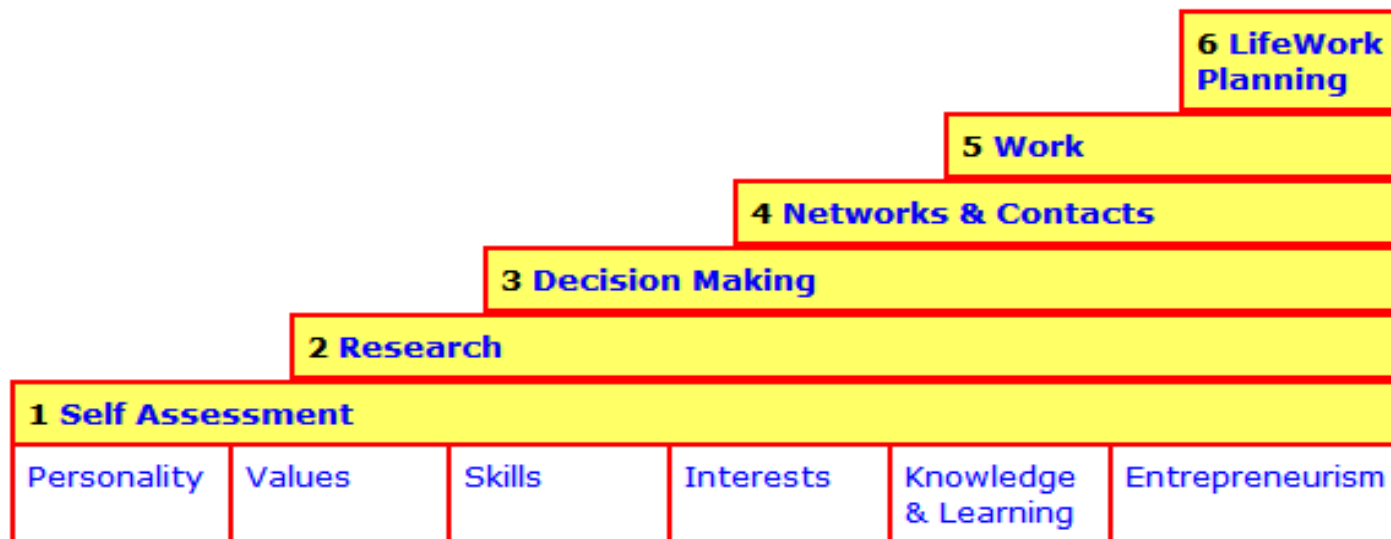 6 LifeWork
Planning
5 Work
4 Networks & Contacts
3 Decision Making
2 Research
1 Self Assessment
Personality
Values
Skills
Interests
Knowledge
& Learning
Entrepreneurism